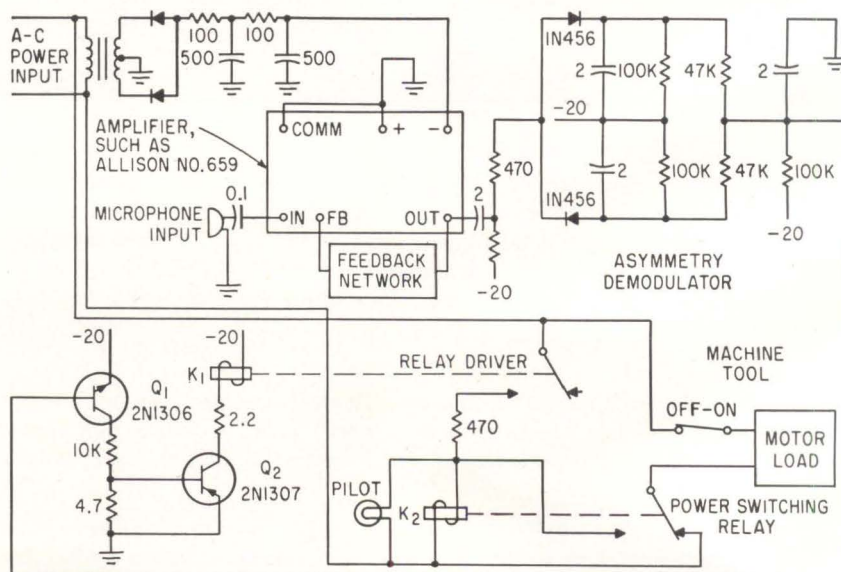 A-C
POWER
INPUT
100
100
500
500
AMPLIFIER,
SUCH AS
ALLISON NO.659
COMM
+
-
MICROPHONE
INPUT
0.1
IN
FB
OUT
FEEDBACK
NETWORK
2
470
-20
1N456
2
100K
47K
2
-20
2
100K
47K
100K
1N456
-20
ASYMMETRY
DEMODULATOR
-20
-20
K1
Q1
2N1306
2.2
10K
Q2
2N1307
4.7
RELAY DRIVER
470
PILOT
K2
MACHINE
TOOL
OFF-ON
MOTOR
LOAD
POWER SWITCHING
RELAY